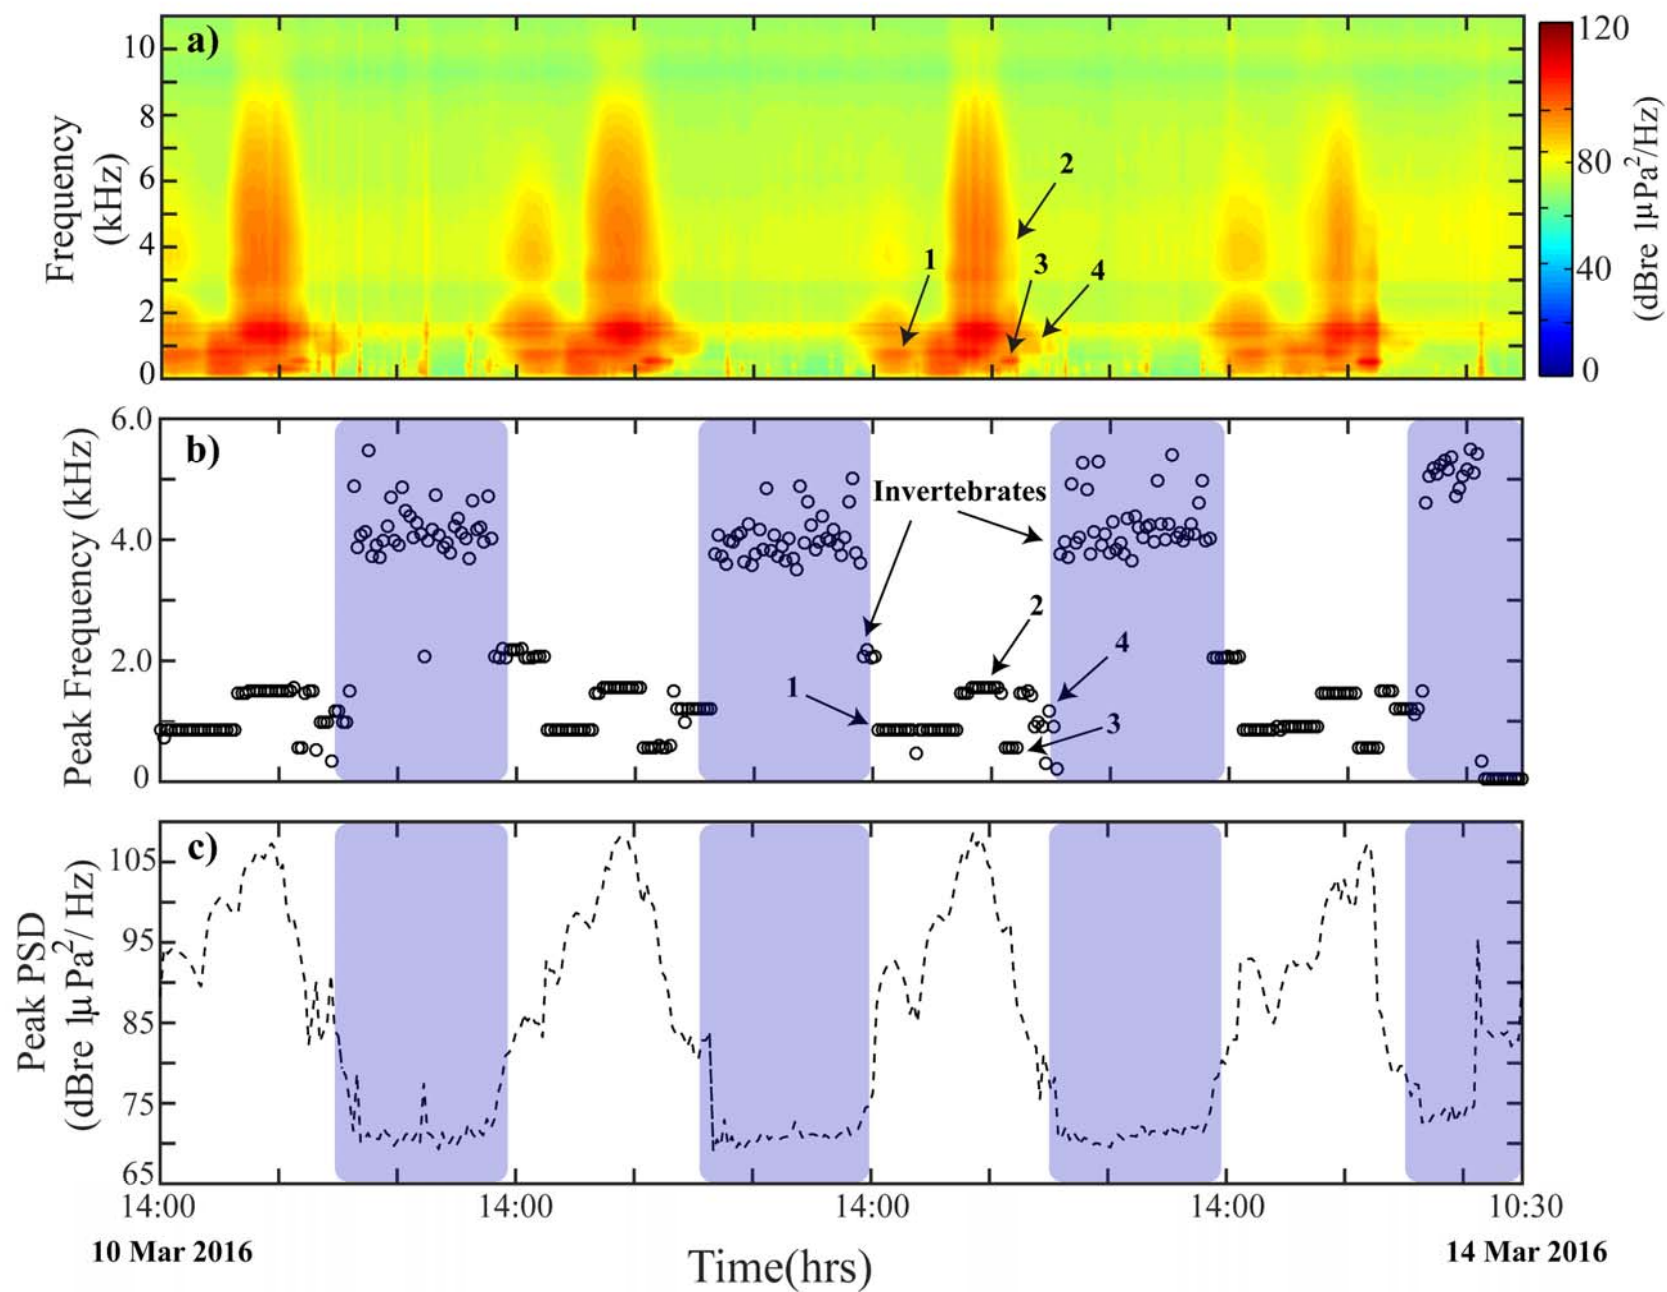 a)
Frequency
(kHz)
10
8
6
4
2
0
1
2
3
4
120
80
40
0
(dBre 1μPa²/Hz)
b)
Peak Frequency (kHz)
6.0
4.0
2.0
0
Invertebrates
1
2
3
4
c)
Peak PSD
(dBre 1μPa²/ Hz)
105
95
85
75
65
14:00
14:00
14:00
14:00
10:30
10 Mar 2016
Time(hrs)
14 Mar 2016